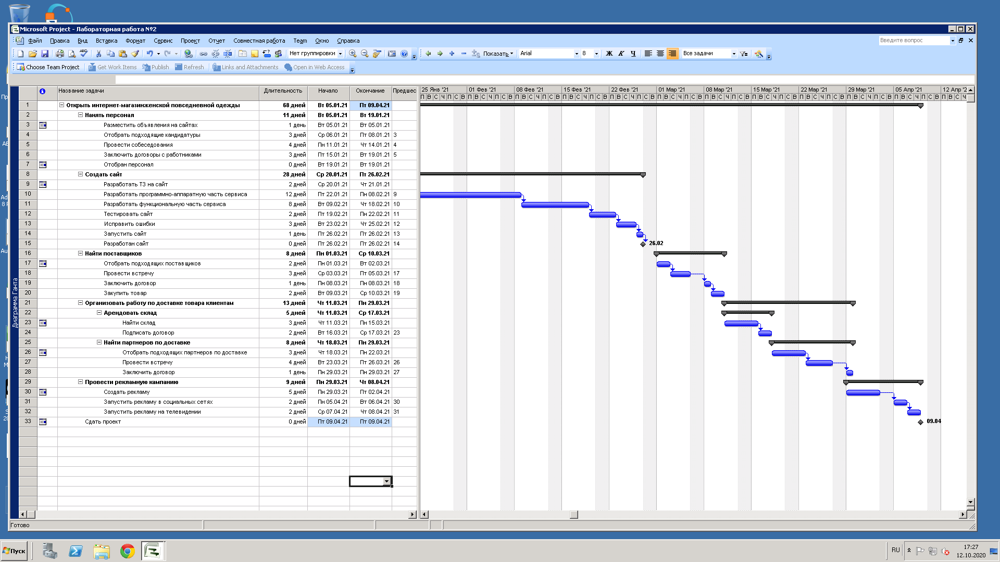 Microsoft Project - Лабораторная работа №2
Файл Правка Вид Вставка Формат Сервис Проект Отчет Совместная работа Team Окно Справка Введите вопрос
Нет группировки Показать Arial 8 Ж К Ч Все задачи
Choose Team Project Get Work Items Publish Refresh Links and Attachments Open in Web Access
Название задачи Длительность Начало Окончание Предшес 25 Янв '21 01 Фев '21 08 Фев '21 15 Фев '21 22 Фев '21 01 Мар '21 08 Мар '21 15 Мар '21 22 Мар '21 29 Мар '21 05 Апр '21 12 Апр '2
П В С Ч П С В П В С Ч П С В П В С Ч П С В П В С Ч П С В П В С Ч П С В П В С Ч П С В П В С Ч П С В П В С Ч П С В П В С Ч П С В П В С Ч П С В П В С Ч П С В П В С Ч
1 Открыть интернет-магазинженской повседневной одежды 68 дней Вт 05.01.21 Пт 09.04.21
2 Нанять персонал 11 дней Вт 05.01.21 Вт 19.01.21
3 Разместить объявления на сайтах 1 день Вт 05.01.21 Вт 05.01.21
4 Отобрать подходящие кандидатуры 3 дней Ср 06.01.21 Пт 08.01.21 3
5 Провести собеседования 4 дней Пн 11.01.21 Чт 14.01.21 4
6 Заключить договоры с работниками 3 дней Пт 15.01.21 Вт 19.01.21 5
7 Отобран персонал 0 дней Вт 19.01.21 Вт 19.01.21
8 Создать сайт 28 дней Ср 20.01.21 Пт 26.02.21
9 Разработать ТЗ на сайт 2 дней Ср 20.01.21 Чт 21.01.21
10 Разработать программно-аппаратную часть сервиса 12 дней Пт 22.01.21 Пн 08.02.21 9
11 Разработать функциональную часть сервиса 8 дней Вт 09.02.21 Чт 18.02.21 10
12 Тестировать сайт 2 дней Пт 19.02.21 Пн 22.02.21 11
13 Исправить ошибки 3 дней Вт 23.02.21 Чт 25.02.21 12
14 Запустить сайт 1 день Пт 26.02.21 Пт 26.02.21 13
15 Разработан сайт 0 дней Пт 26.02.21 Пт 26.02.21 14 26.02
16 Найти поставщиков 8 дней Пн 01.03.21 Ср 10.03.21
17 Отобрать подходящих поставщиков 2 дней Пн 01.03.21 Вт 02.03.21
18 Провести встречу 3 дней Ср 03.03.21 Пт 05.03.21 17
19 Заключить договор 1 день Пн 08.03.21 Пн 08.03.21 18
20 Закупить товар 2 дней Вт 09.03.21 Ср 10.03.21 19
21 Организовать работу по доставке товара клиентам 13 дней Чт 11.03.21 Пн 29.03.21
22 Арендовать склад 5 дней Чт 11.03.21 Ср 17.03.21
23 Найти склад 3 дней Чт 11.03.21 Пн 15.03.21
24 Подписать договор 2 дней Вт 16.03.21 Ср 17.03.21 23
25 Найти партнеров по доставке 8 дней Чт 18.03.21 Пн 29.03.21
26 Отобрать подходящих партнеров по доставке 3 дней Чт 18.03.21 Пн 22.03.21
27 Провести встречу 4 дней Вт 23.03.21 Пт 26.03.21 26
28 Заключить договор 1 день Пн 29.03.21 Пн 29.03.21 27
29 Провести рекламную кампанию 9 дней Пн 29.03.21 Чт 08.04.21
30 Создать рекламу 5 дней Пн 29.03.21 Пт 02.04.21
31 Запустить рекламу в социальных сетях 2 дней Пн 05.04.21 Вт 06.04.21 30
32 Запустить рекламу на телевидении 2 дней Ср 07.04.21 Чт 08.04.21 31
33 Сдать проект 0 дней Пт 09.04.21 Пт 09.04.21 09.04
Диаграмма Ганта
Готово
Пуск RU 17:27
12.10.2020